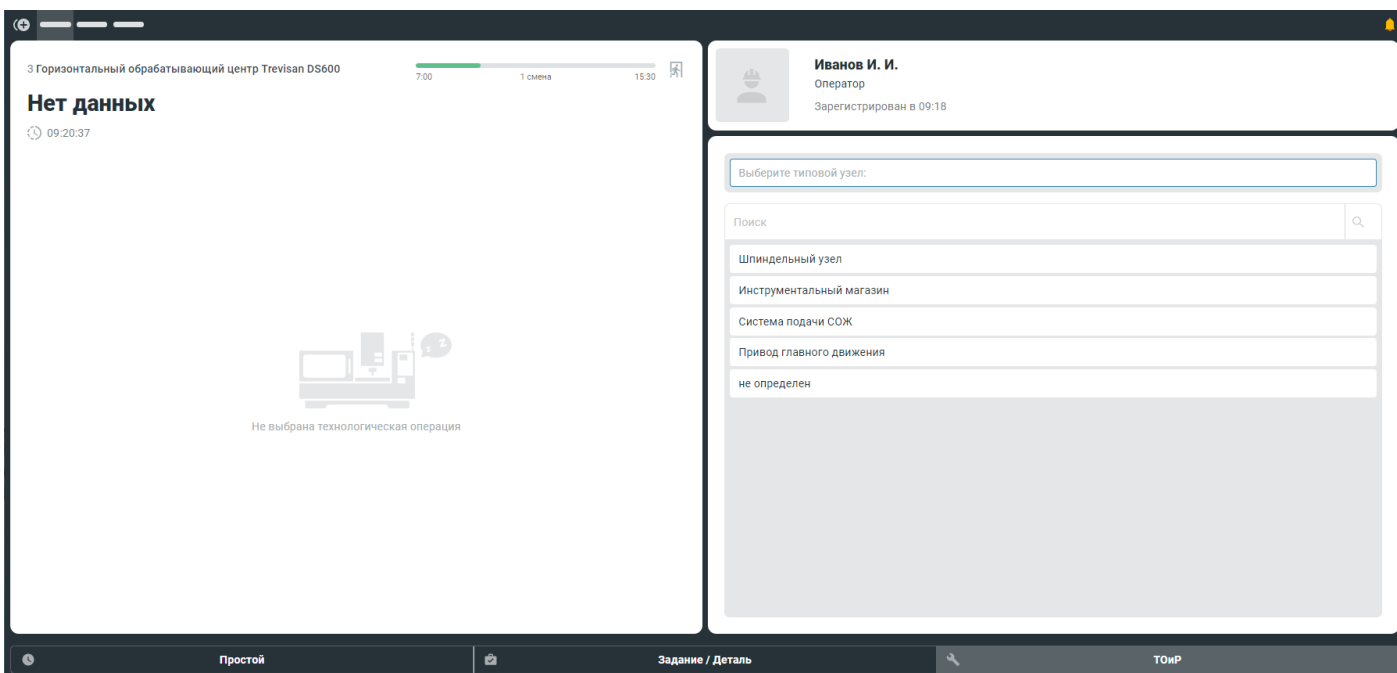 3 Горизонтальный обрабатывающий центр Trevisan DS600
7:00 1 смена 15:30
Нет данных
09:20:37
Не выбрана технологическая операция
Иванов И. И.
Оператор
Зарегистрирован в 09:18
Выберите типовой узел:
Поиск
Шпиндельный узел
Инструментальный магазин
Система подачи СОЖ
Привод главного движения
не определен
Простой
Задание / Деталь
ТОиР